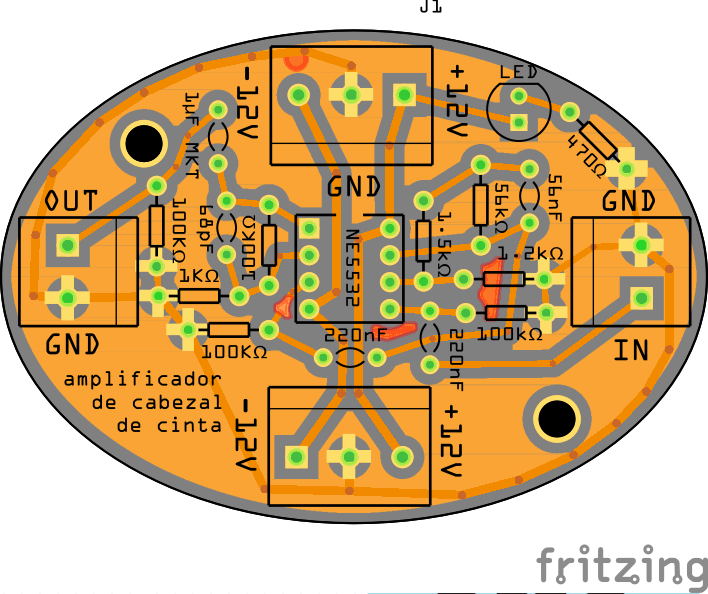 J1
LED
-12V
+12V
1µF MKT
470Ω
GND
OUT
GND
100KΩ
68pF
100KΩ
NE5532
1.5kΩ
56kΩ
56nF
1.2kΩ
1KΩ
100KΩ
220nF
220nF
100kΩ
GND
IN
amplificador
de cabezal
de cinta
-12V
+12V
fritzing